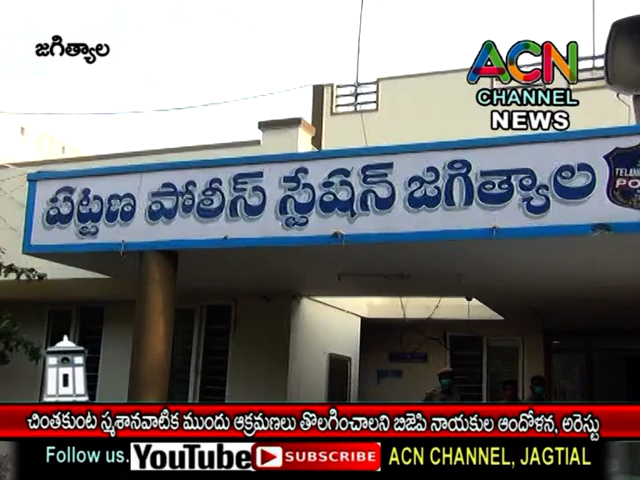 జగిత్యాల
ACN
CHANNEL
NEWS
పట్టణ పోలీస్ స్టేషన్ జగిత్యాల
TELANGANA
చింతకుంట స్మశానవాటిక ముందు ఆక్రమణలు తొలగించాలని బిజెపి నాయకుల ఆందోళన, అరెస్టు
Follow us. YouTube SUBSCRIBE ACN CHANNEL, JAGTIAL